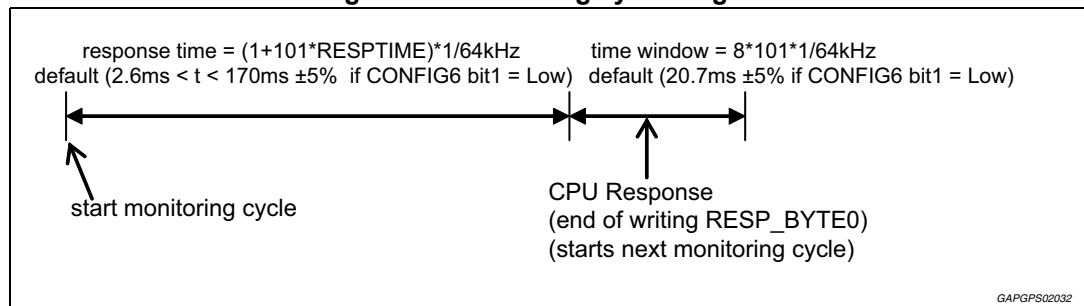 response time = (1+101*RESPTIME)*1/64kHz
default (2.6ms < t < 170ms ±5% if CONFIG6 bit1 = Low)
time window = 8*101*1/64kHz
default (20.7ms ±5% if CONFIG6 bit1 = Low)
start monitoring cycle
CPU Response
(end of writing RESP_BYTE0)
(starts next monitoring cycle)
GAPGPS02032